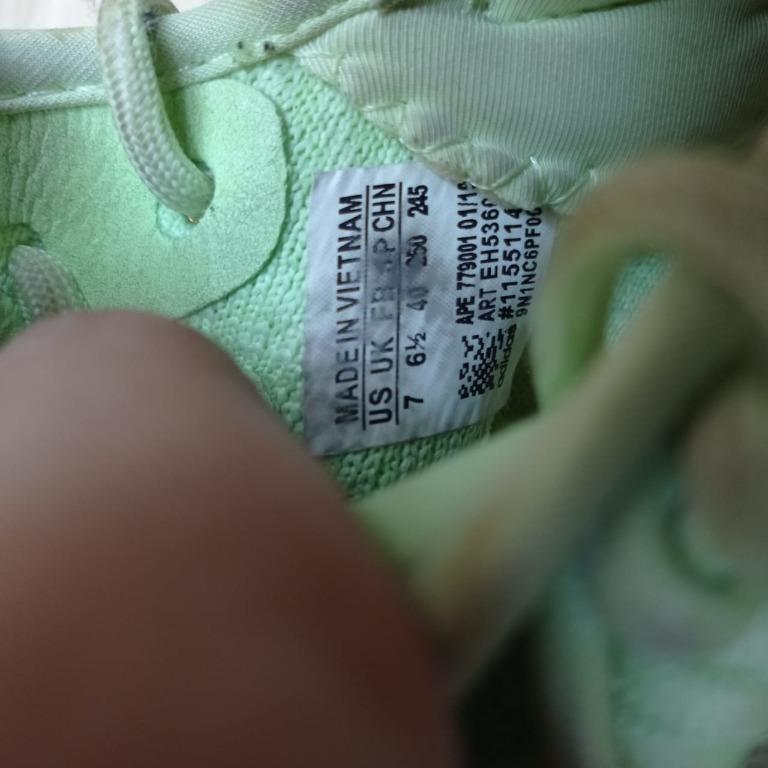 MADE IN VIETNAM
US UK FR JP CHN
7 6½ 40 250 245
APE 779001 01/1
ART EH536
#1155114
9N1NC6PF0
adidas